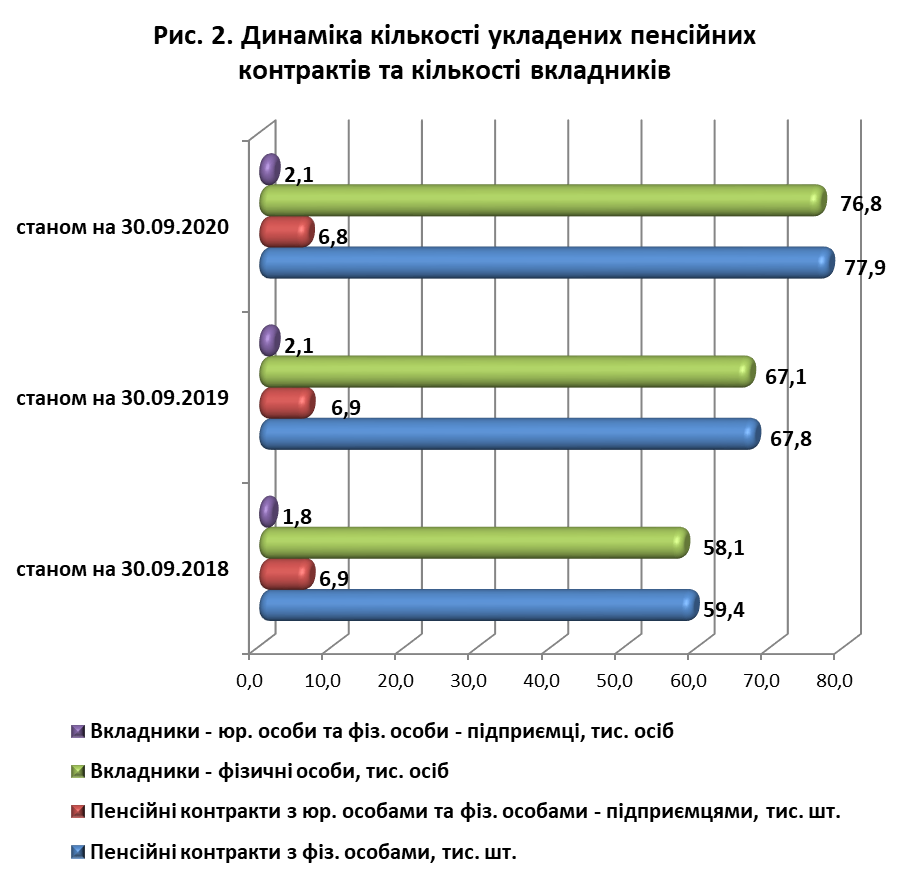 Рис. 2. Динаміка кількості укладених пенсійних
контрактів та кількості вкладників
2,1
76,8
станом на 30.09.2020
6,8
77,9
2,1
67,1
станом на 30.09.2019
6,9
67,8
1,8
58,1
станом на 30.09.2018
6,9
59,4
0,0 10,0 20,0 30,0 40,0 50,0 60,0 70,0 80,0
Вкладники - юр. особи та фіз. особи - підприємці, тис. осіб
Вкладники - фізичні особи, тис. осіб
Пенсійні контракти з юр. особами та фіз. особами - підприємцями, тис. шт.
Пенсійні контракти з фіз. особами, тис. шт.